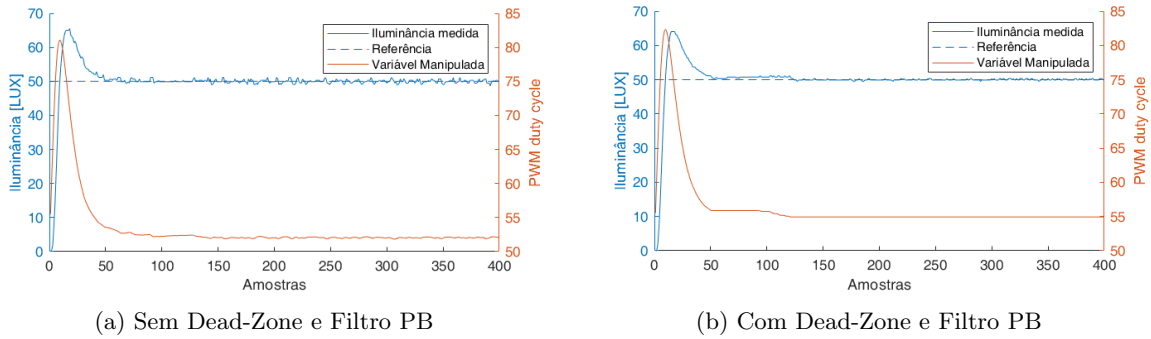 70
60
50
40
30
20
10
0
Iluminância [LUX]
85
80
75
70
65
60
55
50
PWM duty cycle
Iluminância medida
Referência
Variável Manipulada
0 50 100 150 200 250 300 350 400
Amostras
(a) Sem Dead-Zone e Filtro PB
70
60
50
40
30
20
10
0
Iluminância [LUX]
85
80
75
70
65
60
55
50
PWM duty cycle
Iluminância medida
Referência
Variável Manipulada
0 50 100 150 200 250 300 350 400
Amostras
(b) Com Dead-Zone e Filtro PB